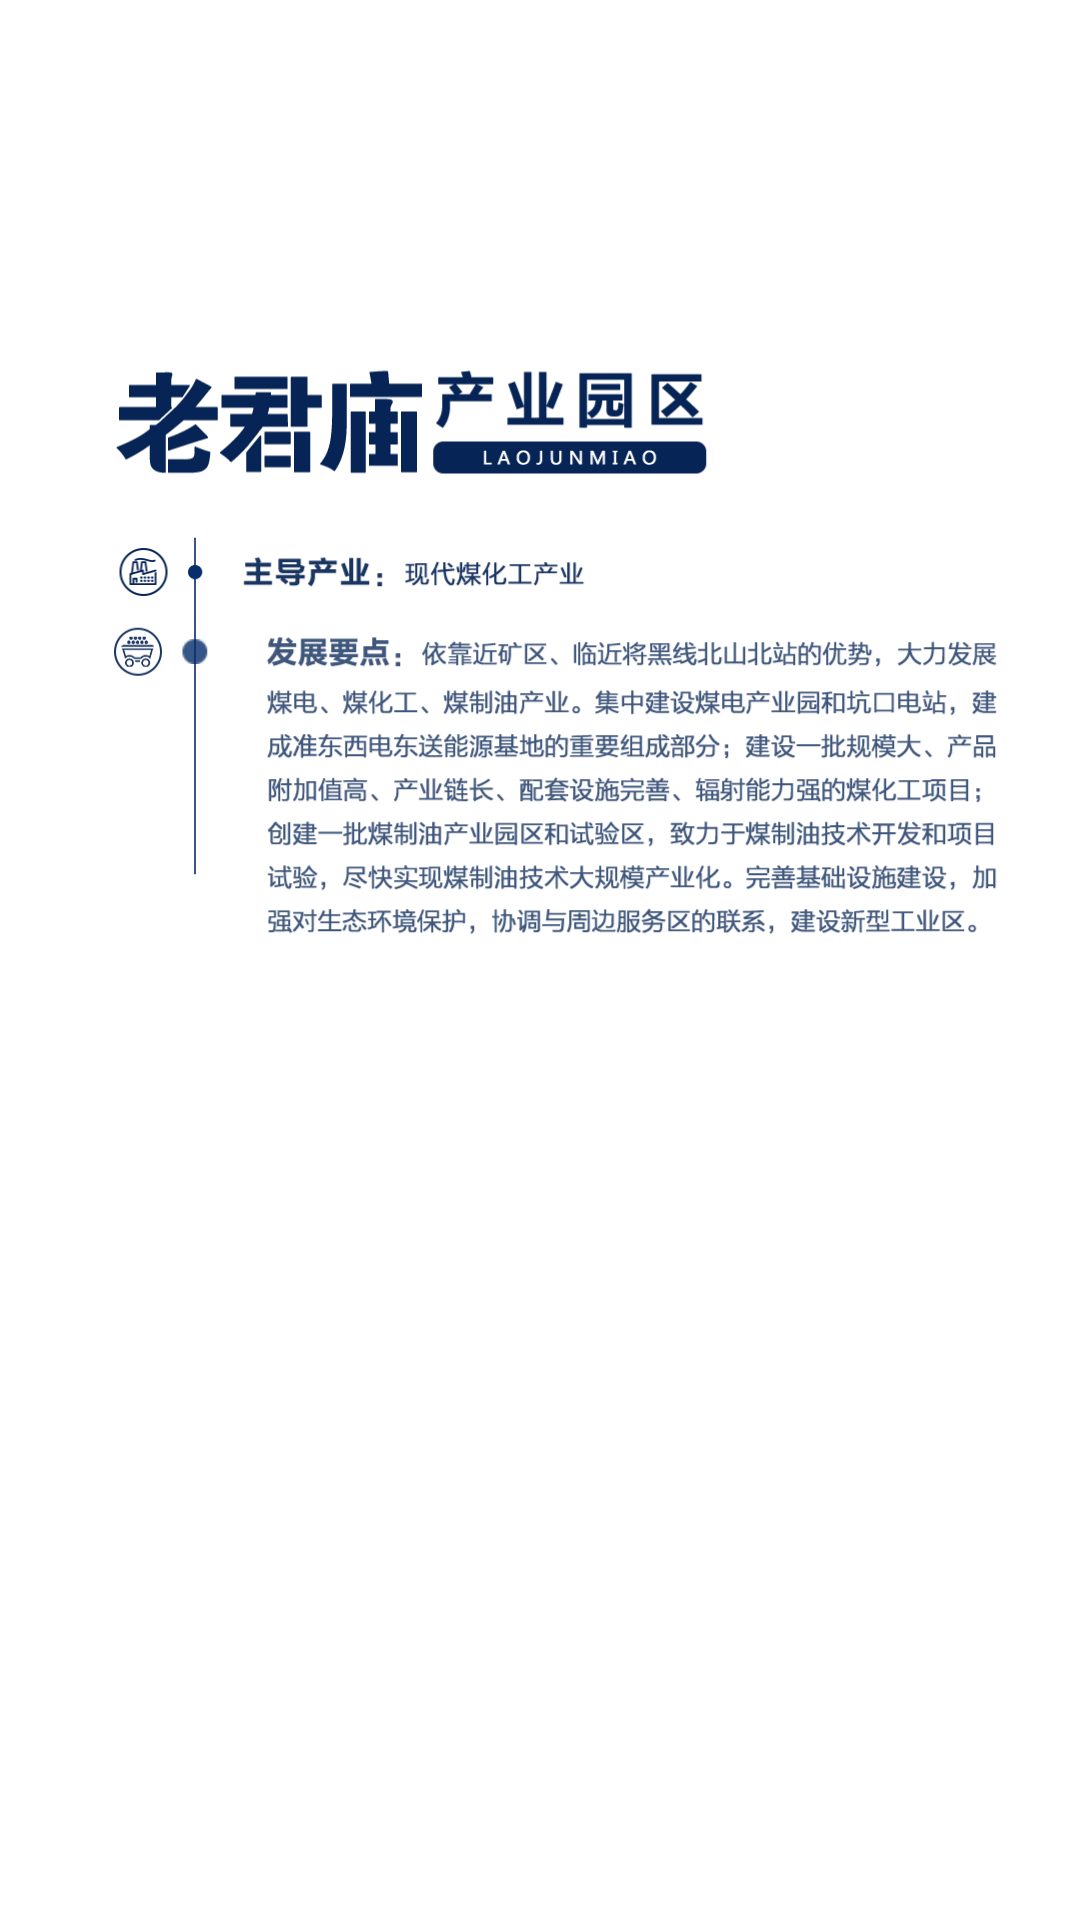 老君庙产业园区
LAOJUNMIAO
主导产业：现代煤化工产业
发展要点：依靠近矿区、临近将黑线北山北站的优势，大力发展
煤电、煤化工、煤制油产业。集中建设煤电产业园和坑口电站，建
成准东西电东送能源基地的重要组成部分；建设一批规模大、产品
附加值高、产业链长、配套设施完善、辐射能力强的煤化工项目；
创建一批煤制油产业园区和试验区，致力于煤制油技术开发和项目
试验，尽快实现煤制油技术大规模产业化。完善基础设施建设，加
强对生态环境保护，协调与周边服务区的联系，建设新型工业区。